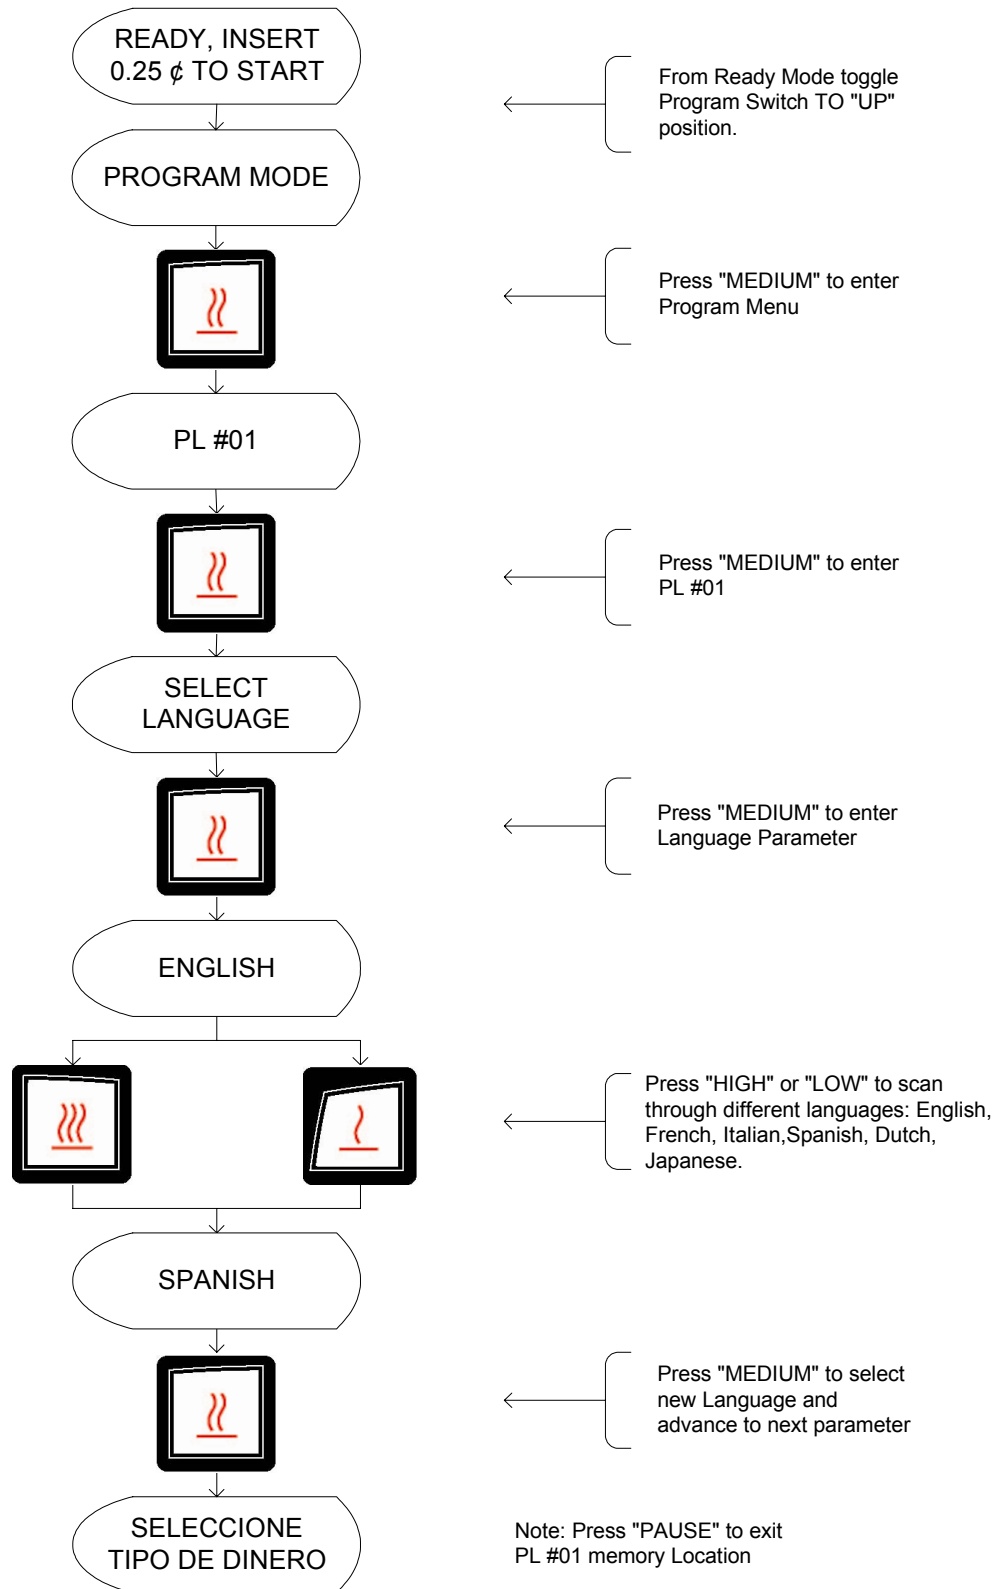 READY, INSERT
0.25 ¢ TO START
From Ready Mode toggle
Program Switch TO "UP"
position.
PROGRAM MODE
Press "MEDIUM" to enter
Program Menu
PL #01
Press "MEDIUM" to enter
PL #01
SELECT
LANGUAGE
Press "MEDIUM" to enter
Language Parameter
ENGLISH
Press "HIGH" or "LOW" to scan
through different languages: English,
French, Italian,Spanish, Dutch,
Japanese.
SPANISH
Press "MEDIUM" to select
new Language and
advance to next parameter
SELECCIONE
TIPO DE DINERO
Note: Press "PAUSE" to exit
PL #01 memory Location